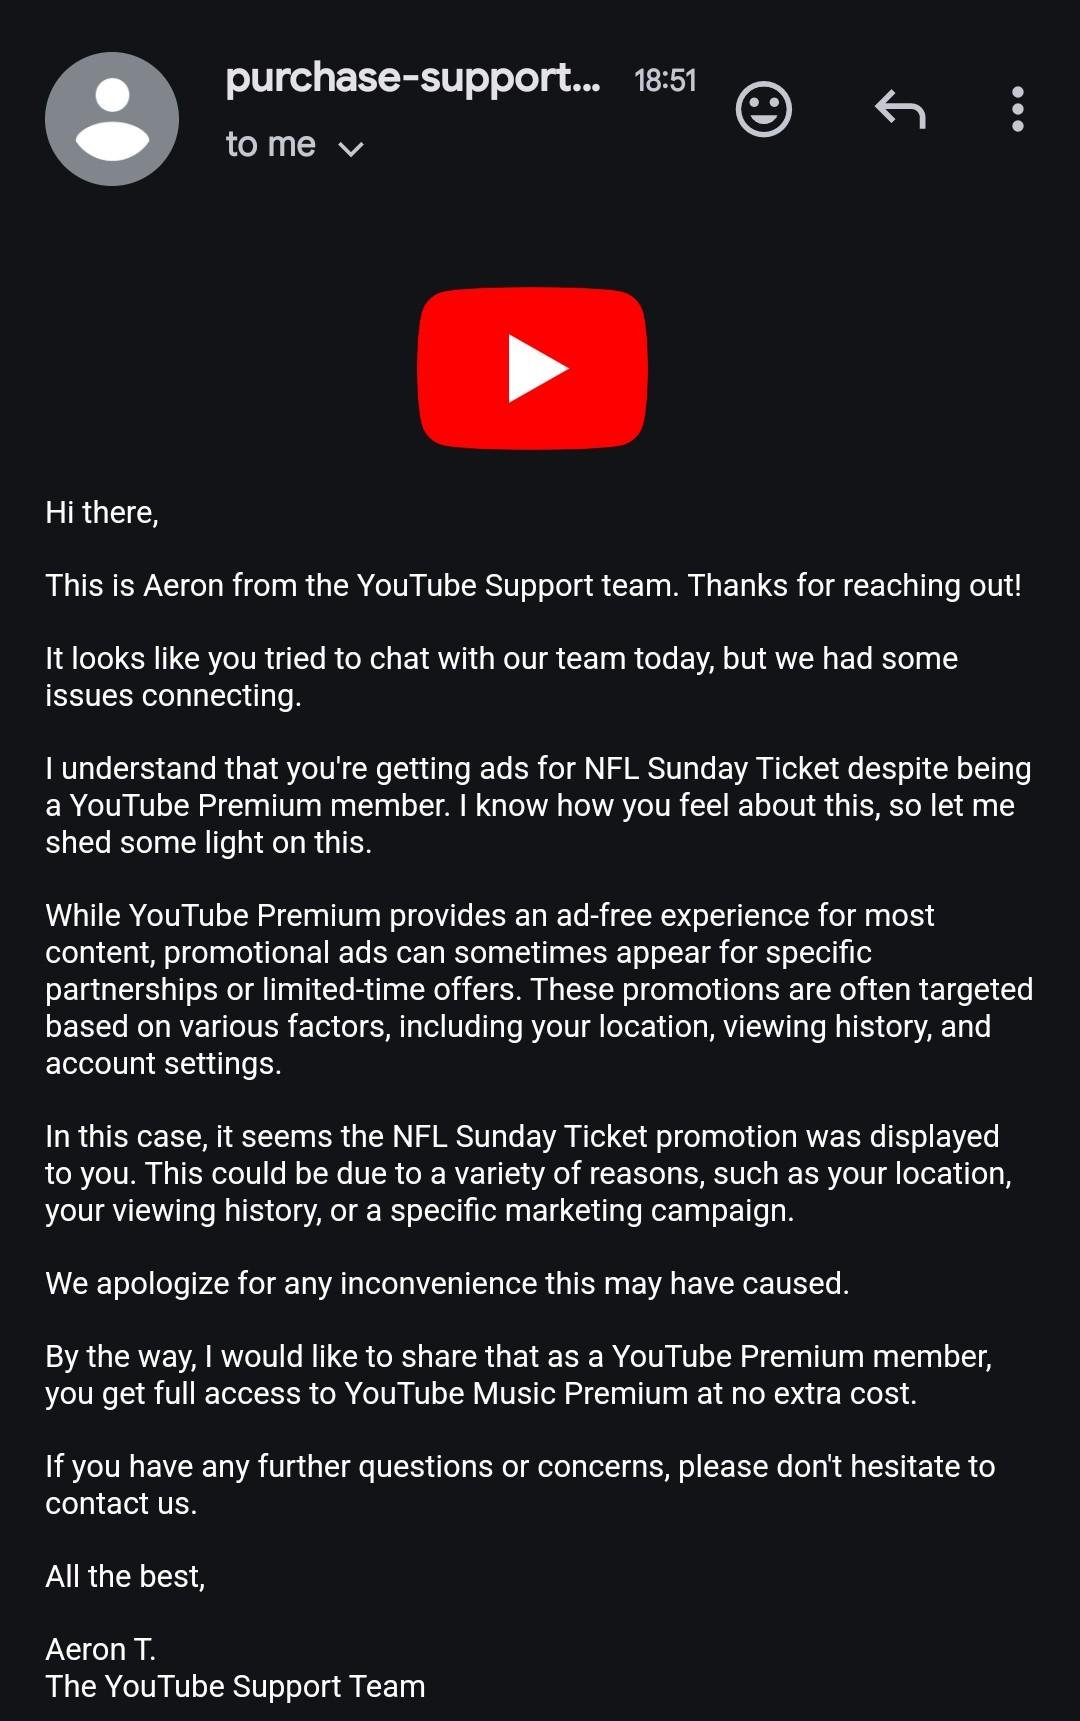 purchase-support... 18:51
to me
Hi there,
This is Aeron from the YouTube Support team. Thanks for reaching out!
It looks like you tried to chat with our team today, but we had some
issues connecting.
I understand that you're getting ads for NFL Sunday Ticket despite being
a YouTube Premium member. I know how you feel about this, so let me
shed some light on this.
While YouTube Premium provides an ad-free experience for most
content, promotional ads can sometimes appear for specific
partnerships or limited-time offers. These promotions are often targeted
based on various factors, including your location, viewing history, and
account settings.
In this case, it seems the NFL Sunday Ticket promotion was displayed
to you. This could be due to a variety of reasons, such as your location,
your viewing history, or a specific marketing campaign.
We apologize for any inconvenience this may have caused.
By the way, I would like to share that as a YouTube Premium member,
you get full access to YouTube Music Premium at no extra cost.
If you have any further questions or concerns, please don't hesitate to
contact us.
All the best,
Aeron T.
The YouTube Support Team